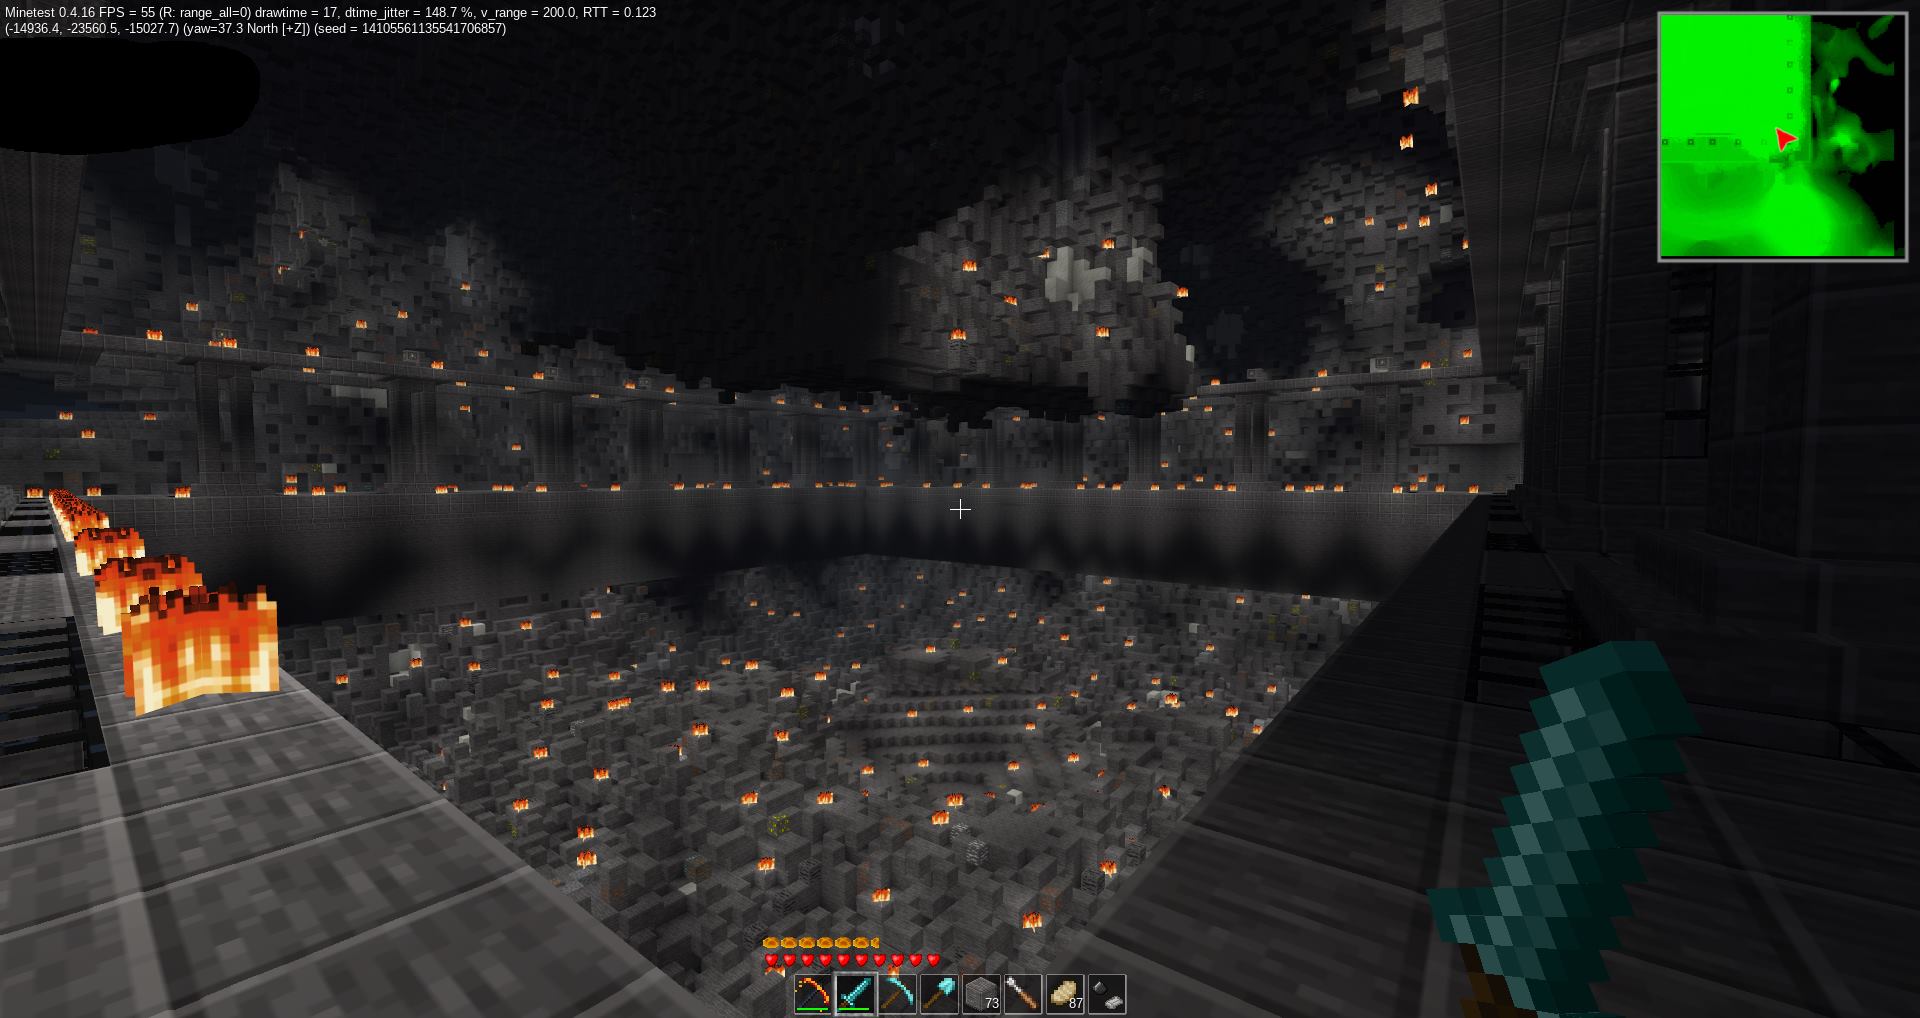 Minetest 0.4.16 FPS = 55 (R: range_all=0) drawtime = 17, dtime_jitter = 148.7 %, v_range = 200.0, RTT = 0.123
(-14936.4, -23560.5, -15027.7) (yaw=37.3 North [+Z]) (seed = 14105561135541706857)
73
87